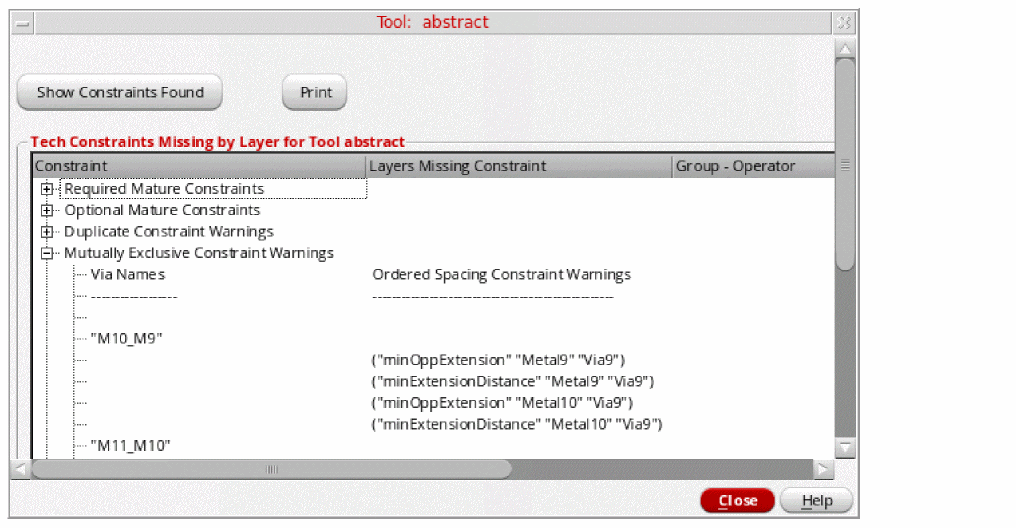 Tool: abstract
Show Constraints Found Print
Tech Constraints Missing by Layer for Tool abstract
Constraint Layers Missing Constraint Group - Operator
Required Mature Constraints
Optional Mature Constraints
Duplicate Constraint Warnings
Mutually Exclusive Constraint Warnings
Via Names Ordered Spacing Constraint Warnings
------------------ ------------------------------------------
"M10_M9"
("minOppExtension" "Metal9" "Via9")
("minExtensionDistance" "Metal9" "Via9")
("minOppExtension" "Metal10" "Via9")
("minExtensionDistance" "Metal10" "Via9")
"M11_M10"
Close Help